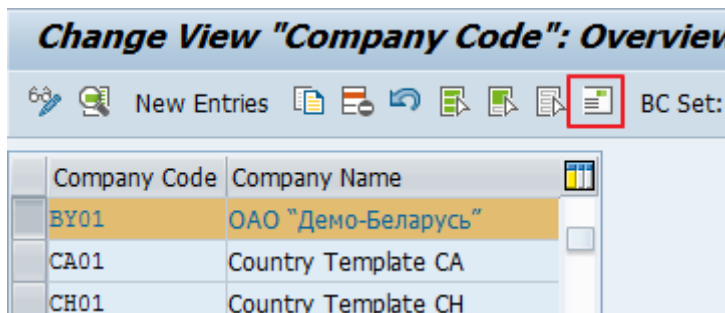 Change View "Company Code": Overview
New Entries BC Set:
Company Code Company Name
BY01 ОАО “Демо-Беларусь”
CA01 Country Template CA
CH01 Country Template CH